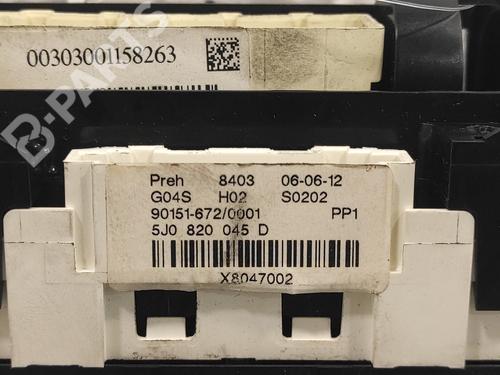 00303001158263
B-PARTS
Preh 8403 06-06-12
G04S H02 S0202
90151-672/0001 PP1
5J0 820 045 D
X8047002